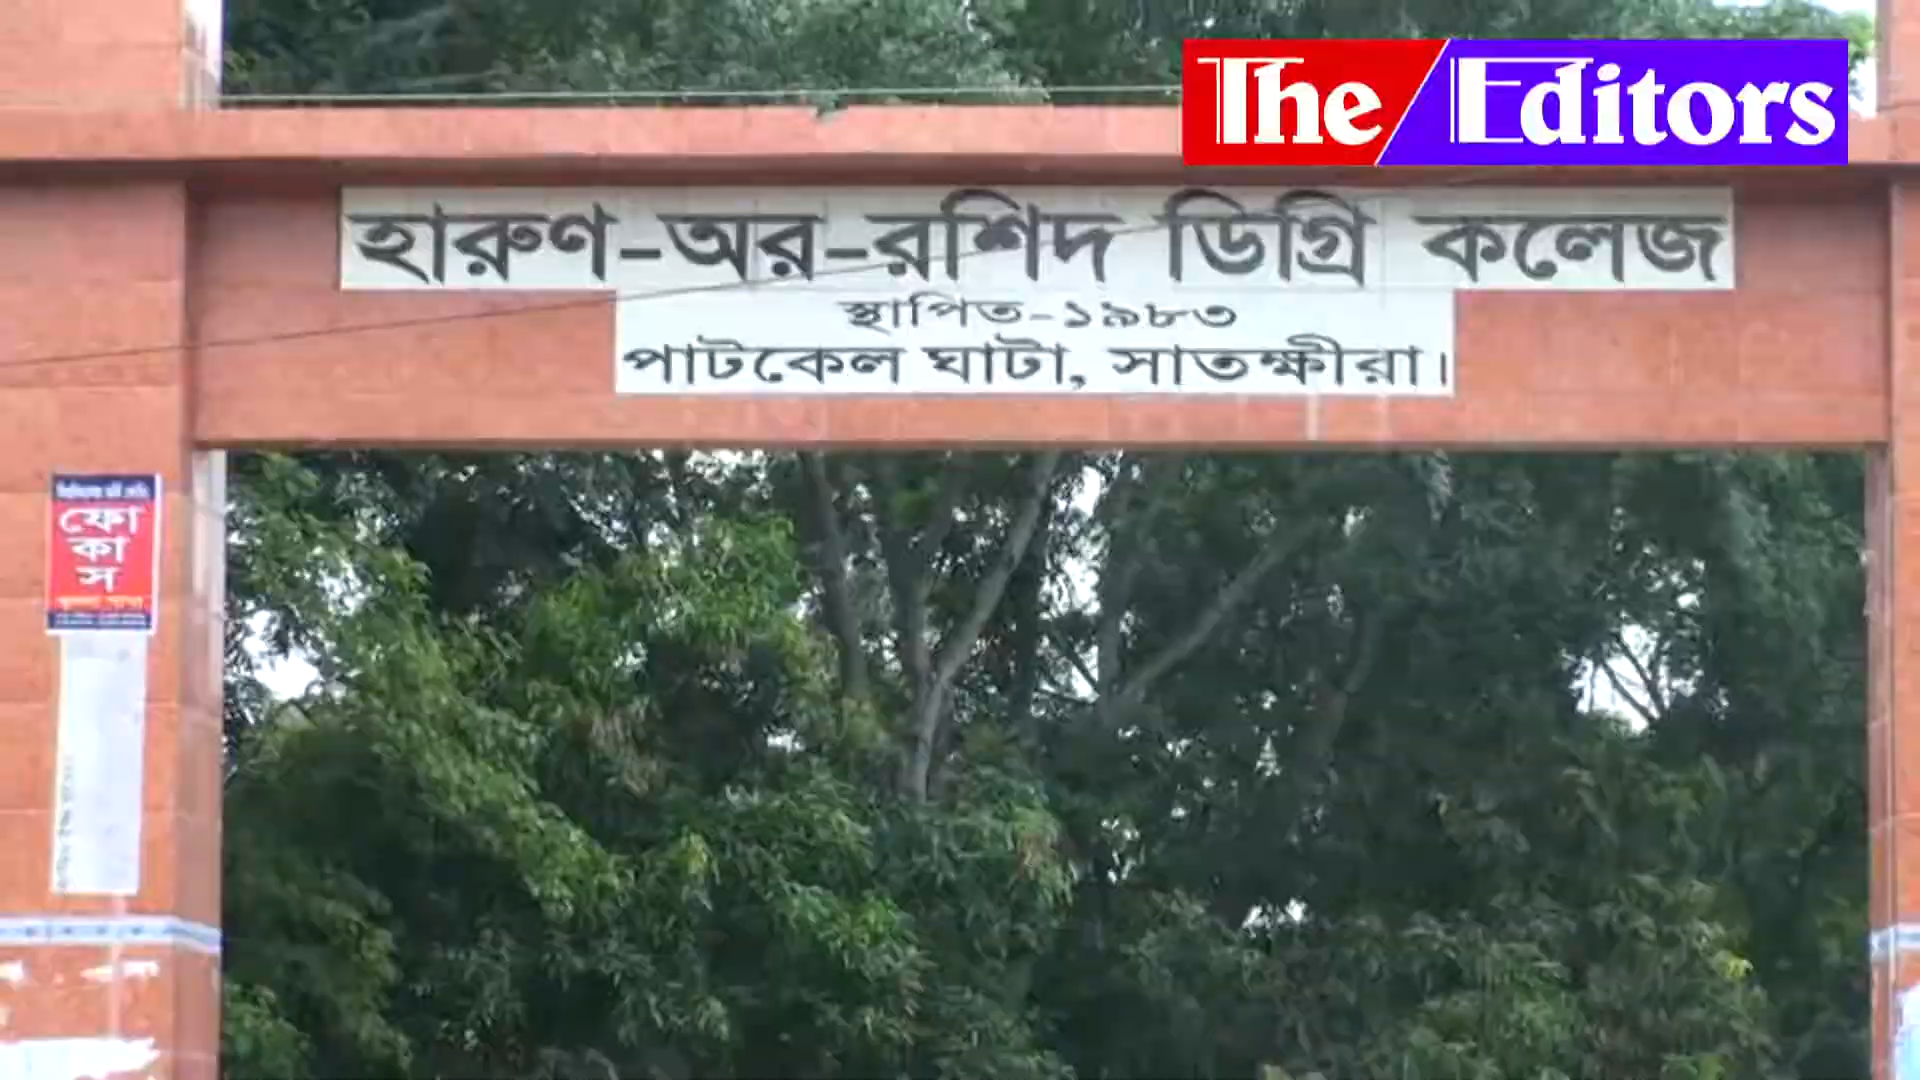 The Editors
হারুণ-অর-রশিদ ডিগ্রি কলেজ
স্থাপিত-১৯৮৩
পাটকেল ঘাটা, সাতক্ষীরা।
ফো
কা
স